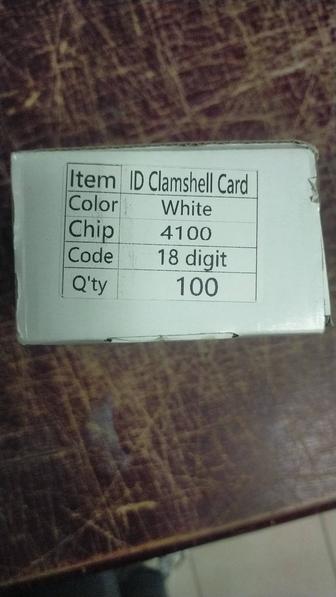 Item ID Clamshell Card
Color White
Chip 4100
Code 18 digit
Q'ty 100